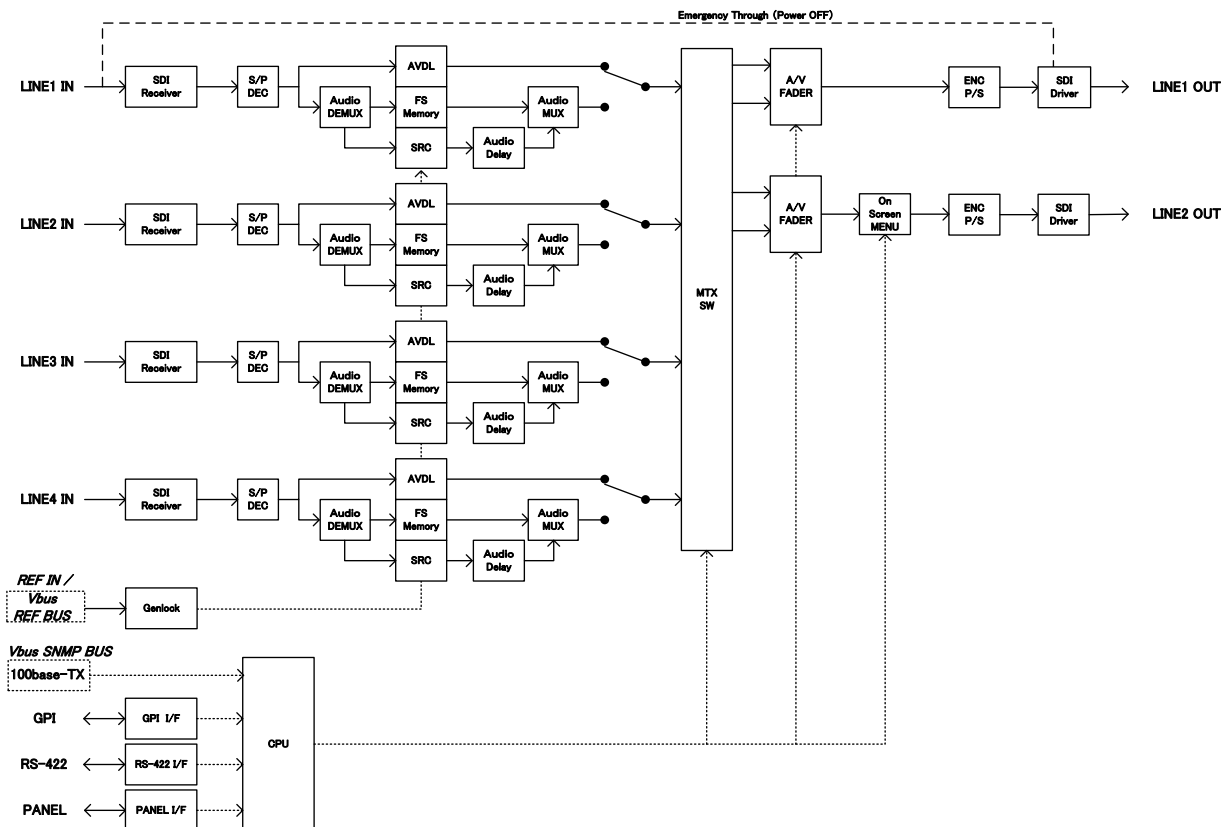 Emergency Through (Power OFF)
LINE1 IN
SDI
Receiver
S/P
DEC
Audio
DEMUX
AVDL
FS
Memory
SRC
Audio
Delay
Audio
MUX
A/V
FADER
ENC
P/S
SDI
Driver
LINE1 OUT
LINE2 IN
SDI
Receiver
S/P
DEC
Audio
DEMUX
AVDL
FS
Memory
SRC
Audio
Delay
Audio
MUX
MTX
SW
A/V
FADER
On
Screen
MENU
ENC
P/S
SDI
Driver
LINE2 OUT
LINE3 IN
SDI
Receiver
S/P
DEC
Audio
DEMUX
AVDL
FS
Memory
SRC
Audio
Delay
Audio
MUX
LINE4 IN
SDI
Receiver
S/P
DEC
Audio
DEMUX
AVDL
FS
Memory
SRC
Audio
Delay
Audio
MUX
REF IN /
Vbus
REF BUS
Genlock
Vbus SNMP BUS
100base-TX
GPI
GPI I/F
RS-422
RS-422 I/F
PANEL
PANEL I/F
CPU